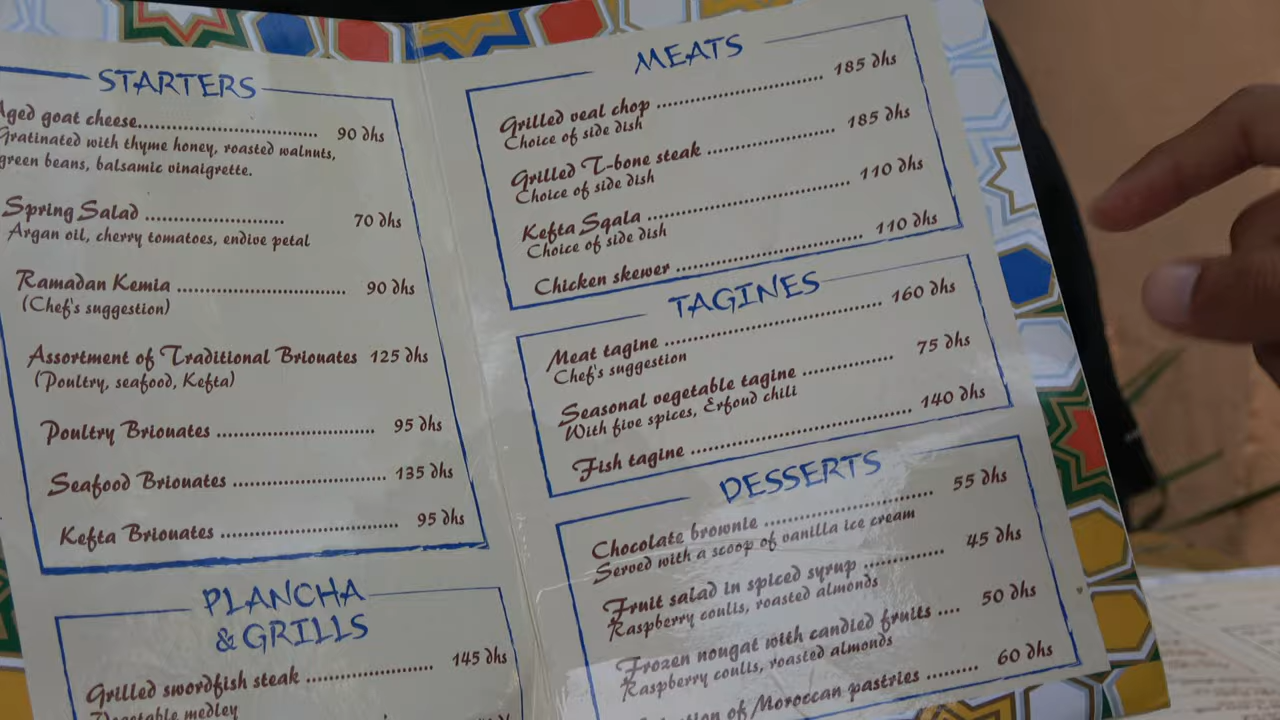 STARTERS
Aged goat cheese.......... 90 dhs
Gratinated with thyme honey, roasted walnuts,
green beans, balsamic vinaigrette.
Spring Salad .......... 70 dhs
Argan oil, cherry tomatoes, endive petal
Ramadan Kemia .......... 90 dhs
(Chef's suggestion)
Assortment of Traditional Briouates 125 dhs
(Poultry, seafood, Kefta)
Poultry Briouates .......... 95 dhs
Seafood Briouates .......... 135 dhs
Kefta Briouates .......... 95 dhs
PLANCHA
& GRILLS
Grilled swordfish steak .......... 145 dhs
Vegetable medley
MEATS
Grilled veal chop .......... 185 dhs
Choice of side dish
Grilled T-bone steak .......... 185 dhs
Choice of side dish
Kefta Sqala .......... 110 dhs
Choice of side dish
Chicken skewer .......... 110 dhs
TAGINES
Meat tagine .......... 160 dhs
Chef's suggestion
Seasonal vegetable tagine .......... 75 dhs
With five spices, Erfoud chili
Fish tagine .......... 140 dhs
DESSERTS
Chocolate brownie .......... 55 dhs
Served with a scoop of vanilla ice cream
Fruit salad in spiced syrup .......... 45 dhs
Raspberry coulis, roasted almonds
Frozen nougat with candied fruits .... 50 dhs
Raspberry coulis, roasted almonds
of Moroccan pastries ....... 60 dhs